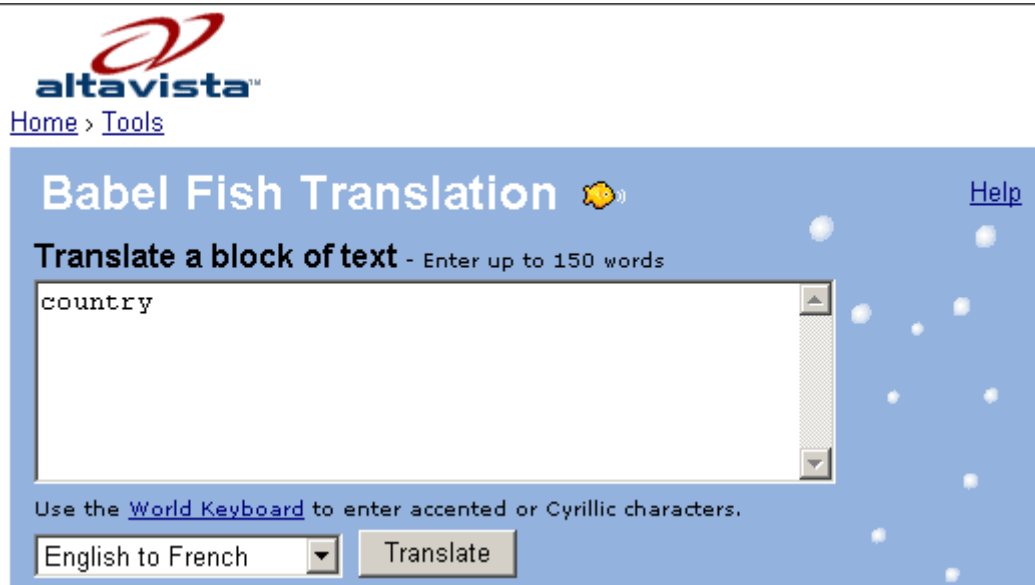 altavista™
Home › Tools
Babel Fish Translation
Help
Translate a block of text - Enter up to 150 words
country
Use the World Keyboard to enter accented or Cyrillic characters.
English to French
Translate